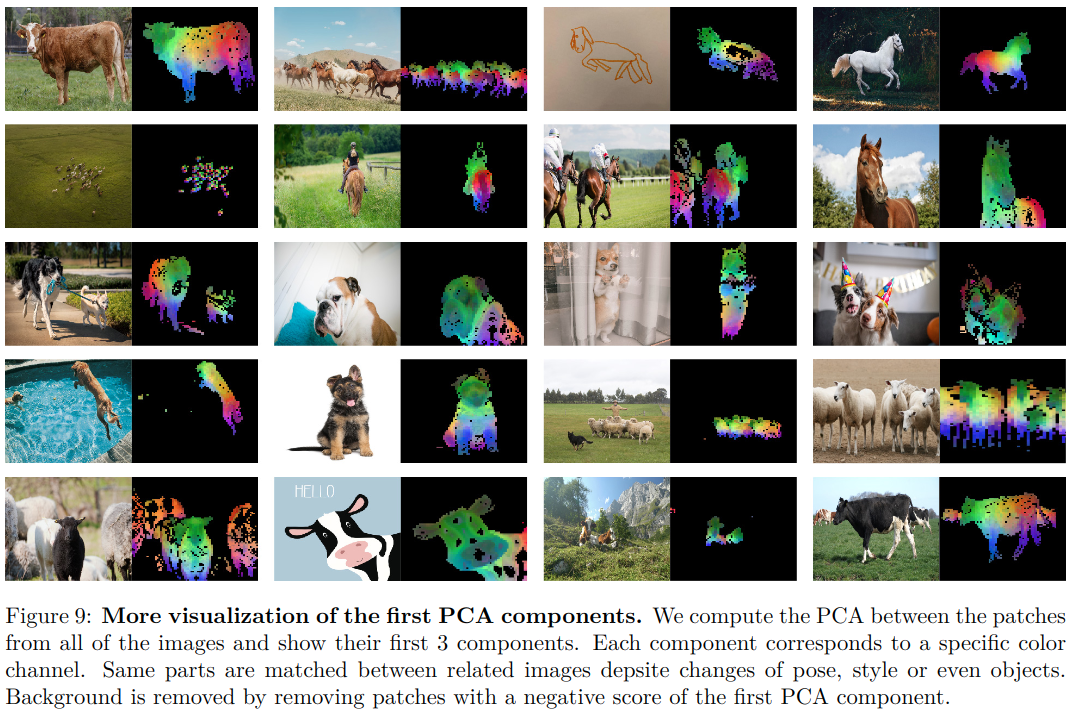 HELLO
Figure 9: More visualization of the first PCA components. We compute the PCA between the patches
from all of the images and show their first 3 components. Each component corresponds to a specific color
channel. Same parts are matched between related images depsite changes of pose, style or even objects.
Background is removed by removing patches with a negative score of the first PCA component.